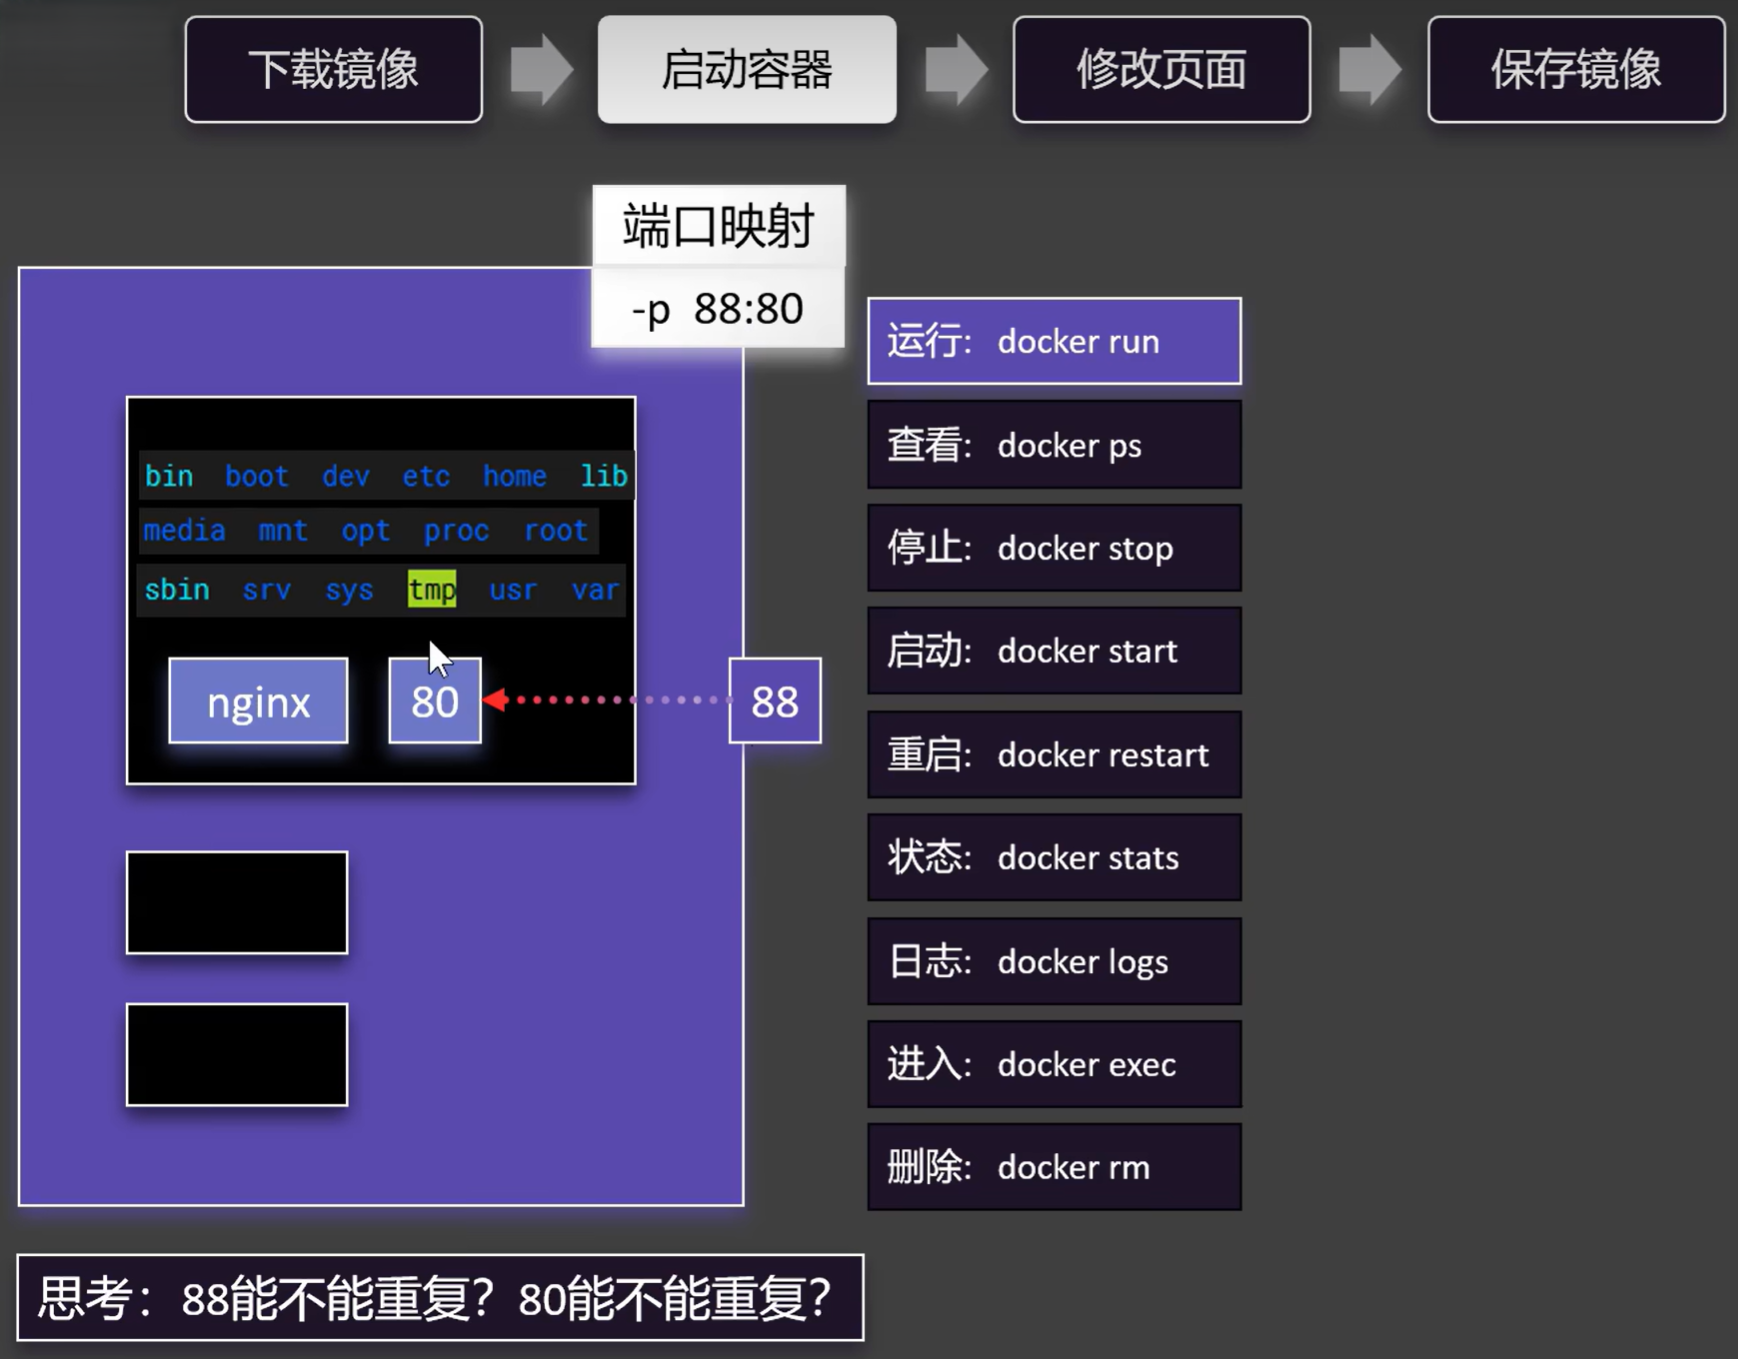 下载镜像
启动容器
修改页面
保存镜像
端口映射
-p 88:80
bin boot dev etc home lib
media mnt opt proc root
sbin srv sys tmp usr var
nginx
80
88
运行: docker run
查看: docker ps
停止: docker stop
启动: docker start
重启: docker restart
状态: docker stats
日志: docker logs
进入: docker exec
删除: docker rm
思考：88能不能重复？80能不能重复？